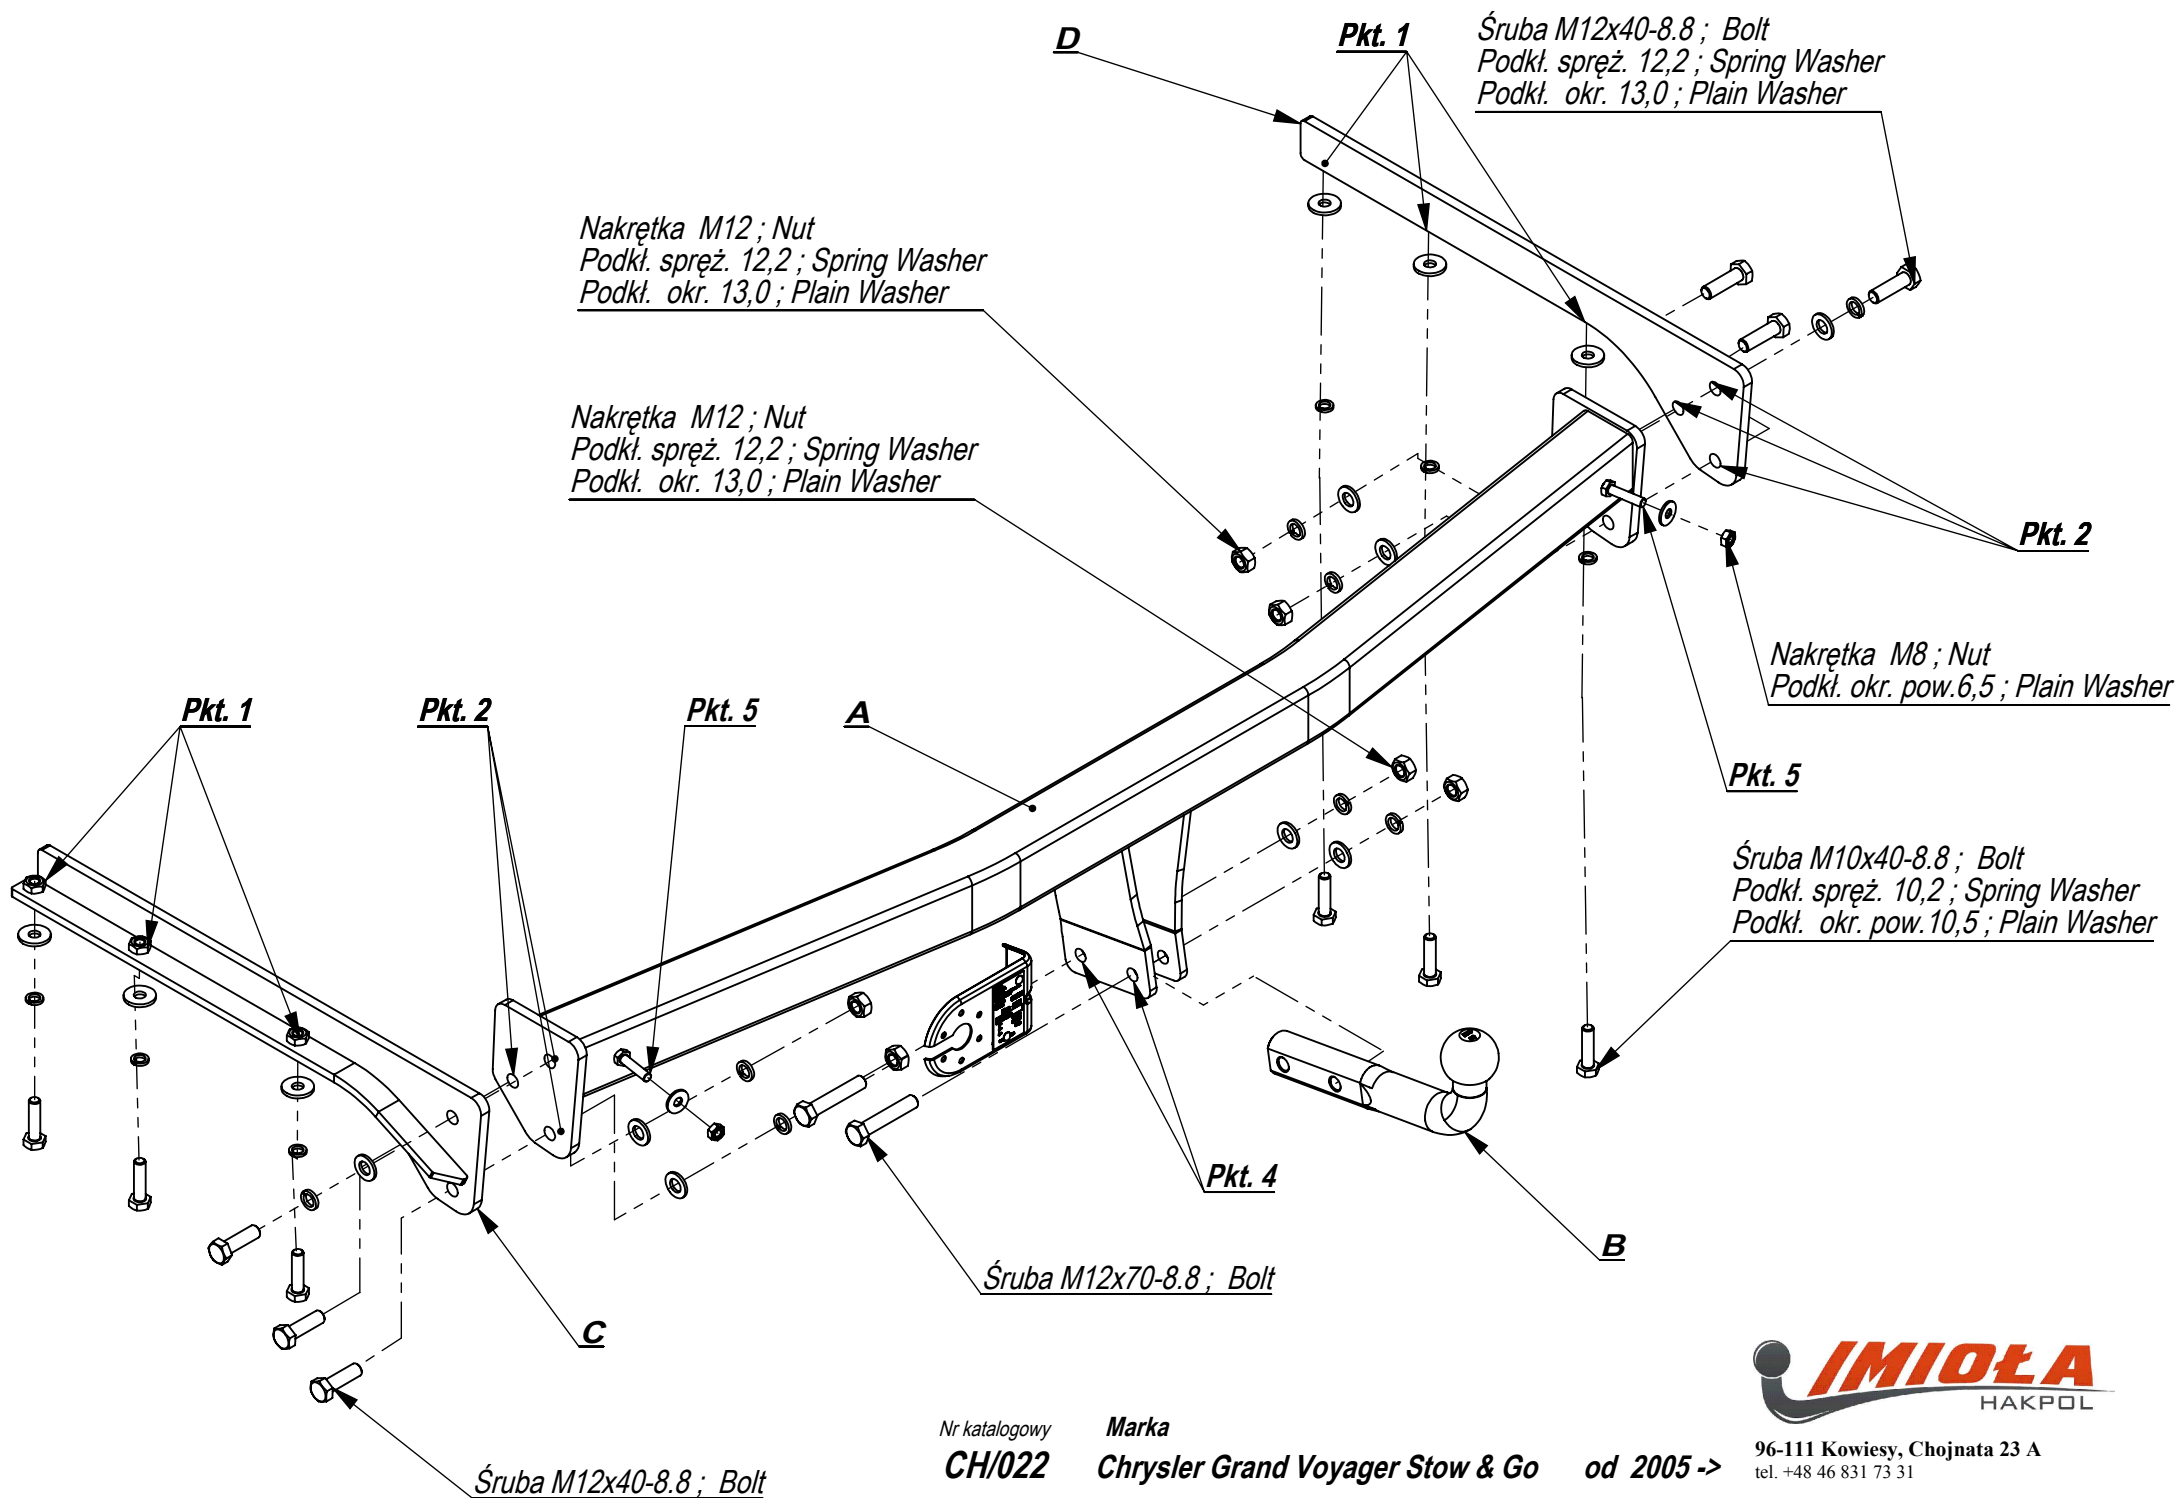 D
Pkt. 1
Śruba M12x40-8.8 ; Bolt
Podkł. spręż. 12,2 ; Spring Washer
Podkł. okr. 13,0 ; Plain Washer
Nakrętka M12 ; Nut
Podkł. spręż. 12,2 ; Spring Washer
Podkł. okr. 13,0 ; Plain Washer
Nakrętka M12 ; Nut
Podkł. spręż. 12,2 ; Spring Washer
Podkł. okr. 13,0 ; Plain Washer
Pkt. 2
Nakrętka M8 ; Nut
Podkł. okr. pow.6,5 ; Plain Washer
Pkt. 1
Pkt. 2
Pkt. 5
A
Pkt. 5
Śruba M10x40-8.8 ; Bolt
Podkł. spręż. 10,2 ; Spring Washer
Podkł. okr. pow.10,5 ; Plain Washer
Pkt. 4
B
Śruba M12x70-8.8 ; Bolt
C
IMIOŁA
HAKPOL
Nr katalogowy Marka
CH/022 Chrysler Grand Voyager Stow & Go od 2005 ->
96-111 Kowiesy, Chojnata 23 A
tel. +48 46 831 73 31
Śruba M12x40-8.8 ; Bolt